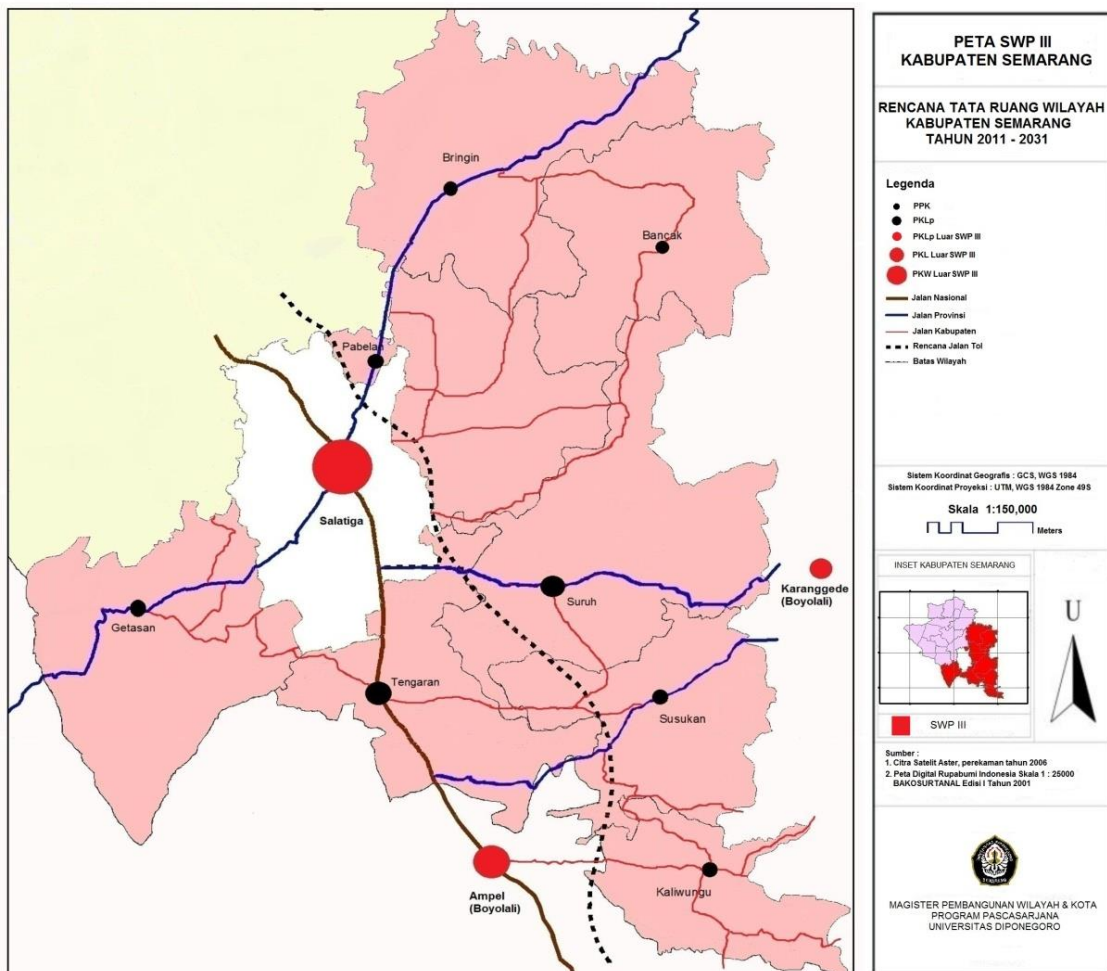 Bringin
Bancak
Pabelan
Salatiga
Karanggede
(Boyolali)
Suruh
Getasan
Tengaran
Susukan
Ampel
(Boyolali)
Kaliwungu
PETA SWP III
KABUPATEN SEMARANG
RENCANA TATA RUANG WILAYAH
KABUPATEN SEMARANG
TAHUN 2011 - 2031
Legenda
PPK
PKLp
PKLp Luar SWP III
PKL Luar SWP III
PKW Luar SWP III
Jalan Nasional
Jalan Provinsi
Jalan Kabupaten
Rencana Jalan Tol
Batas Wilayah
Sistem Koordinat Geografis : GCS, WGS 1984
Sistem Koordinat Proyeksi : UTM, WGS 1984 Zone 49S
Skala 1:150,000
Meters
INSET KABUPATEN SEMARANG
SWP III
U
Sumber :
1. Citra Satelit Aster, perekaman tahun 2006
2. Peta Digital Rupabumi Indonesia Skala 1 : 25000
BAKOSURTANAL Edisi I Tahun 2001
MAGISTER PEMBANGUNAN WILAYAH & KOTA
PROGRAM PASCASARJANA
UNIVERSITAS DIPONEGORO